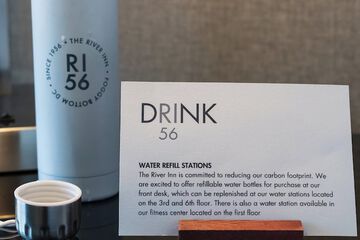 SINCE 1956 • THE RIVER INN • FOGGY BOTTOM DC •
RI
56
DRINK
56
WATER REFILL STATIONS
The River Inn is committed to reducing our carbon footprint. We
are excited to offer refillable water bottles for purchase at our
front desk, which can be replenished at our water stations located
on the 3rd and 6th floor. There is also a water station available in
our fitness center located on the first floor